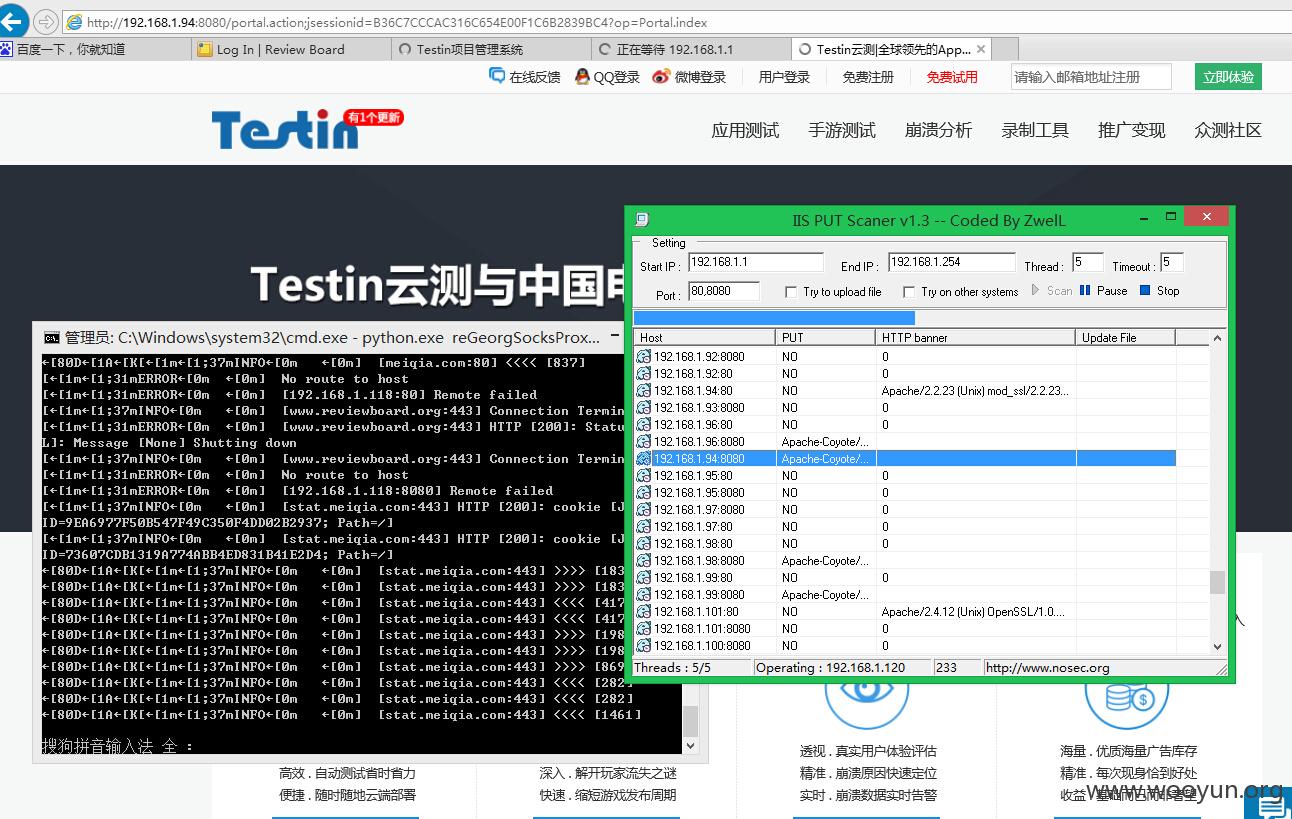 http://192.168.1.94:8080/portal.action;jsessionid=B36C7CCCAC316C654E00F1C6B2839BC4?op=Portal.index
百度一下，你就知道
Log In | Review Board
Testin项目管理系统
正在等待 192.168.1.1
Testin云测|全球领先的App...
在线反馈 QQ登录 微博登录 用户登录 免费注册 免费试用 请输入邮箱地址注册 立即体验
Testin
有1个更新
应用测试 手游测试 崩溃分析 录制工具 推广变现 众测社区
Testin云测与中国
管理员: C:\Windows\system32\cmd.exe - python.exe reGeorgSocksProx...
←[80D←[1A←[K[←[1m←[1;37mINFO←[0m ←[0m] [meiqia.com:80] <<<< [837]
[←[1m←[1;31mERROR←[0m ←[0m] No route to host
[←[1m←[1;31mERROR←[0m ←[0m] [192.168.1.118:80] Remote failed
[←[1m←[1;37mINFO←[0m ←[0m] [www.reviewboard.org:443] Connection Termin
[←[1m←[1;37mINFO←[0m ←[0m] [www.reviewboard.org:443] HTTP [200]: Statu
L]: Message [None] Shutting down
[←[1m←[1;37mINFO←[0m ←[0m] [www.reviewboard.org:443] Connection Termin
[←[1m←[1;31mERROR←[0m ←[0m] No route to host
[←[1m←[1;31mERROR←[0m ←[0m] [192.168.1.118:8080] Remote failed
[←[1m←[1;37mINFO←[0m ←[0m] [stat.meiqia.com:443] HTTP [200]: cookie [J
ID=9EA6977F50B547F49C350F4DD02B2937; Path=/]
[←[1m←[1;37mINFO←[0m ←[0m] [stat.meiqia.com:443] HTTP [200]: cookie [J
ID=73607CDB1319A774ABB4ED831B41E2D4; Path=/]
←[80D←[1A←[K[←[1m←[1;37mINFO←[0m ←[0m] [stat.meiqia.com:443] >>>> [183
←[80D←[1A←[K[←[1m←[1;37mINFO←[0m ←[0m] [stat.meiqia.com:443] >>>> [183
←[80D←[1A←[K[←[1m←[1;37mINFO←[0m ←[0m] [stat.meiqia.com:443] <<<< [417
←[80D←[1A←[K[←[1m←[1;37mINFO←[0m ←[0m] [stat.meiqia.com:443] <<<< [417
←[80D←[1A←[K[←[1m←[1;37mINFO←[0m ←[0m] [stat.meiqia.com:443] >>>> [198
←[80D←[1A←[K[←[1m←[1;37mINFO←[0m ←[0m] [stat.meiqia.com:443] >>>> [198
←[80D←[1A←[K[←[1m←[1;37mINFO←[0m ←[0m] [stat.meiqia.com:443] >>>> [869
←[80D←[1A←[K[←[1m←[1;37mINFO←[0m ←[0m] [stat.meiqia.com:443] <<<< [282
←[80D←[1A←[K[←[1m←[1;37mINFO←[0m ←[0m] [stat.meiqia.com:443] <<<< [282]
←[80D←[1A←[K[←[1m←[1;37mINFO←[0m ←[0m] [stat.meiqia.com:443] <<<< [1461]
搜狗拼音输入法 全 :
IIS PUT Scaner v1.3 -- Coded By ZwelL
Setting
Start IP : 192.168.1.1 End IP : 192.168.1.254 Thread : 5 Timeout : 5
Port : 80,8080 Try to upload file Try on other systems Scan Pause Stop
Host PUT HTTP banner Update File
192.168.1.92:8080 NO 0
192.168.1.92:80 NO 0
192.168.1.94:80 NO Apache/2.2.23 (Unix) mod_ssl/2.2.23...
192.168.1.93:8080 NO 0
192.168.1.96:80 NO 0
192.168.1.96:8080 Apache-Coyote/...
192.168.1.94:8080 Apache-Coyote/...
192.168.1.95:80 NO 0
192.168.1.95:8080 NO 0
192.168.1.97:8080 NO 0
192.168.1.97:80 NO 0
192.168.1.98:80 NO 0
192.168.1.98:8080 Apache-Coyote/...
192.168.1.99:80 NO 0
192.168.1.99:8080 Apache-Coyote/...
192.168.1.101:80 NO Apache/2.4.12 (Unix) OpenSSL/1.0....
192.168.1.101:8080 NO 0
192.168.1.100:8080 NO 0
Threads : 5/5 Operating : 192.168.1.120 233 http://www.nosec.org
高效 . 自动测试省时省力
便捷 . 随时随地云端部署
深入 . 解开玩家流失之谜
快速 . 缩短游戏发布周期
透视 . 真实用户体验评估
精准 . 崩溃原因快速定位
实时 . 崩溃数据实时告警
海量 . 优质海量广告库存
精准 . 每次现身恰到好处
收益 .
www.wooyun.org